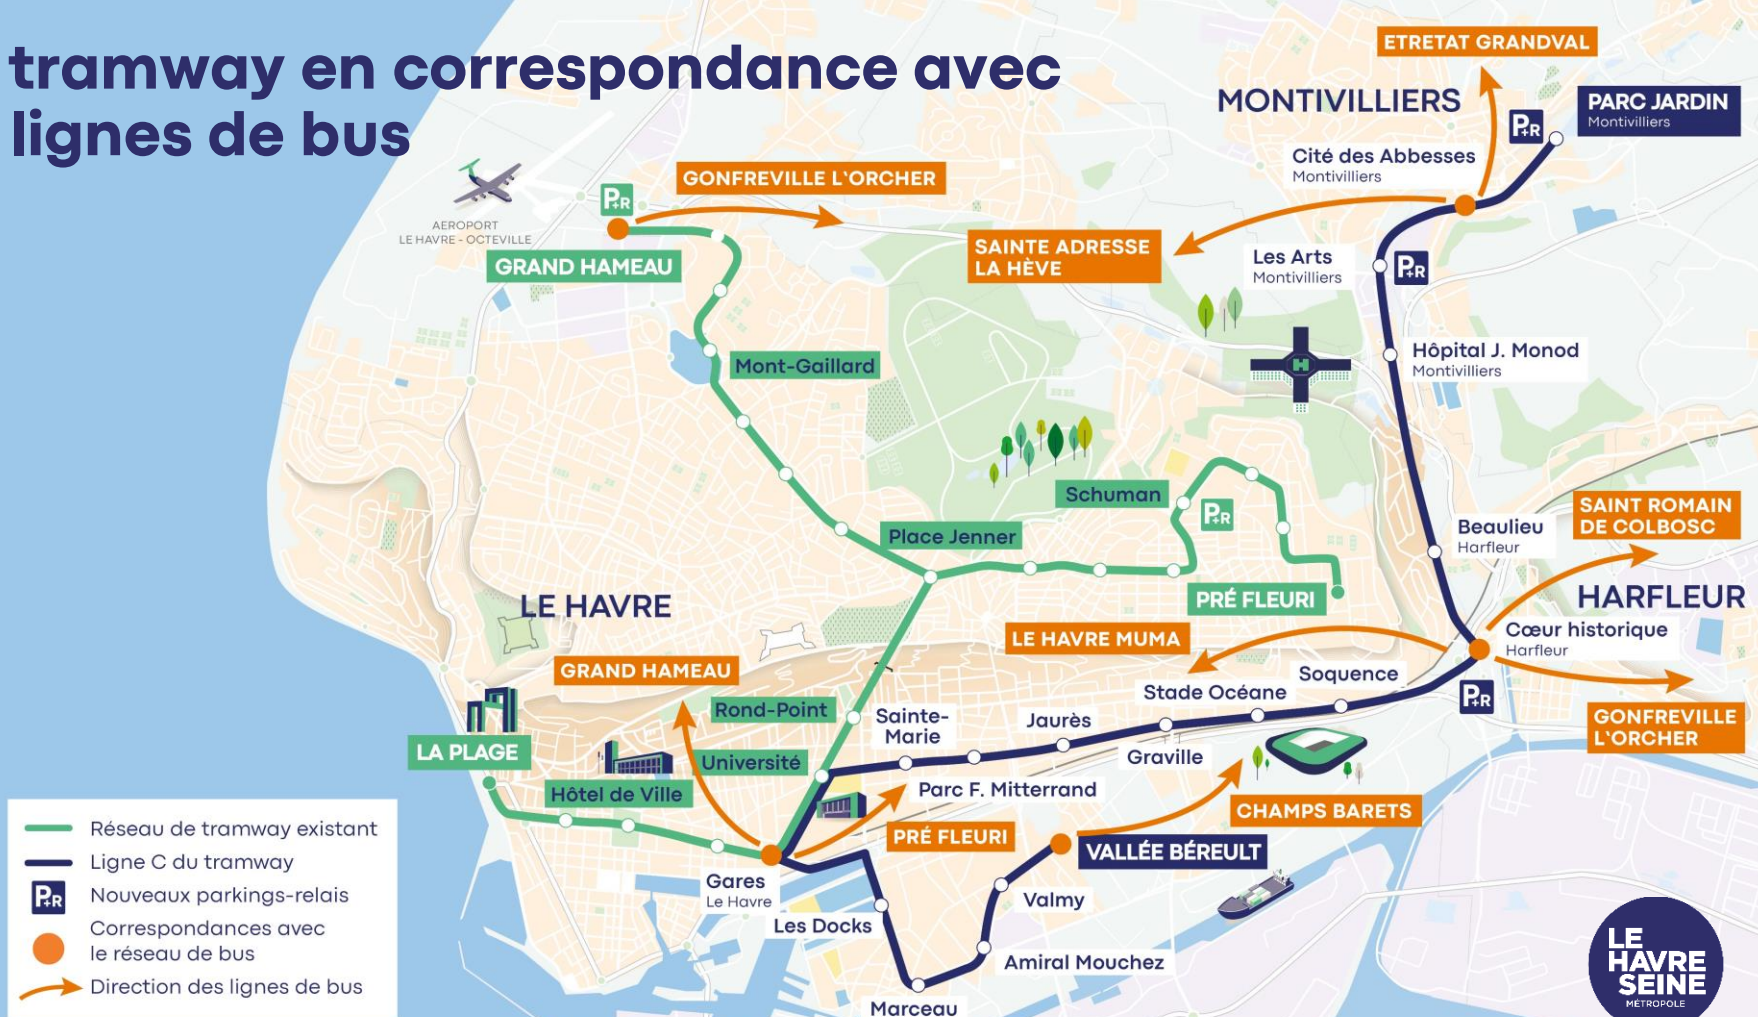 tramway en correspondance avec
lignes de bus
ETRETAT GRANDVAL
MONTIVILLIERS
PARC JARDIN
Montivilliers
P+R
Cité des Abbesses
Montivilliers
GONFREVILLE L'ORCHER
P+R
AEROPORT
LE HAVRE - OCTEVILLE
GRAND HAMEAU
SAINTE ADRESSE
LA HÈVE
Les Arts
Montivilliers
P+R
Mont-Gaillard
H
Hôpital J. Monod
Montivilliers
Schuman
P+R
SAINT ROMAIN
DE COLBOSC
Place Jenner
Beaulieu
Harfleur
LE HAVRE
PRÉ FLEURI
HARFLEUR
LE HAVRE MUMA
Cœur historique
Harfleur
GRAND HAMEAU
Soquence
Stade Océane
P+R
Rond-Point
Sainte-
Marie
Jaurès
GONFREVILLE
L'ORCHER
LA PLAGE
Université
Graville
Hôtel de Ville
Parc F. Mitterrand
CHAMPS BARETS
PRÉ FLEURI
VALLÉE BÉREULT
Gares
Le Havre
Valmy
Les Docks
Amiral Mouchez
Marceau
Réseau de tramway existant
Ligne C du tramway
P+R
Nouveaux parkings-relais
Correspondances avec
le réseau de bus
Direction des lignes de bus
LE
HAVRE
SEINE
MÉTROPOLE